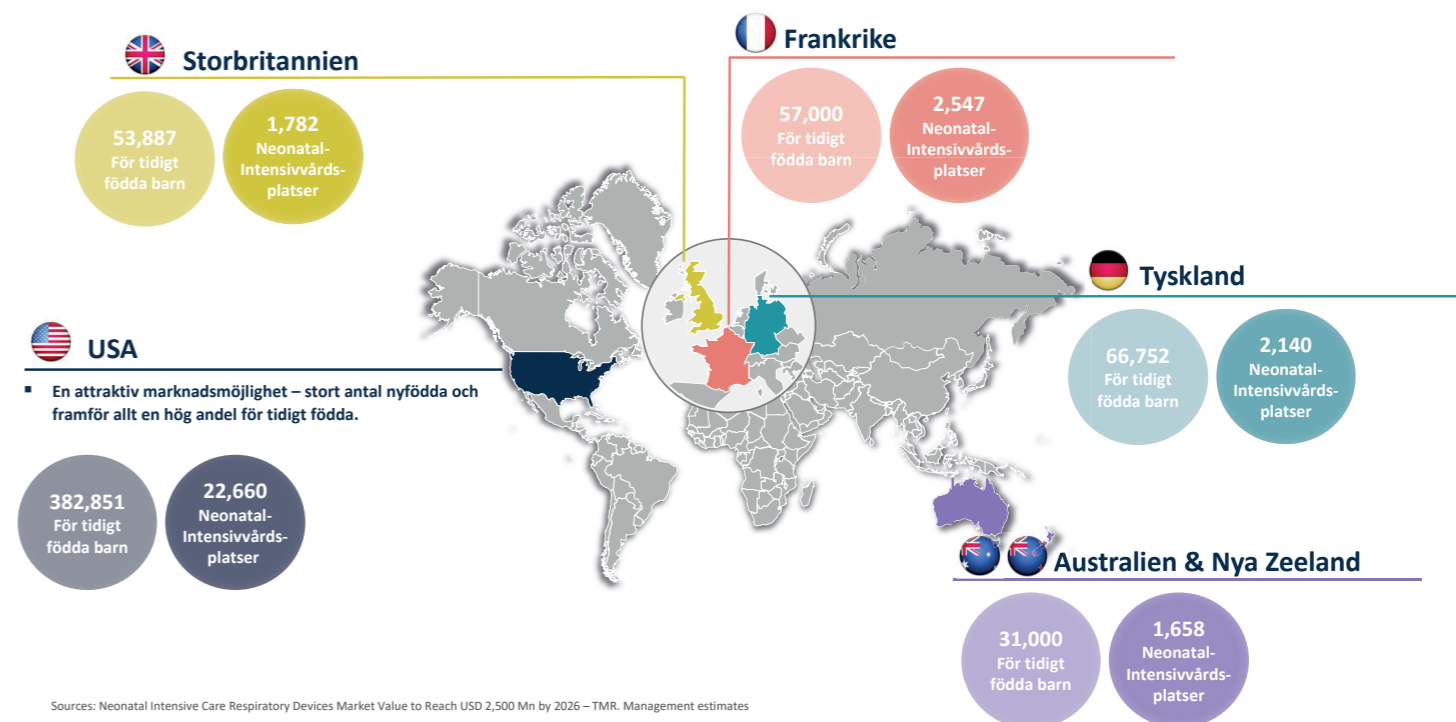 Storbritannien
53,887
För tidigt
födda barn
1,782
Neonatal-
Intensivvårds-
platser
Frankrike
57,000
För tidigt
födda barn
2,547
Neonatal-
Intensivvårds-
platser
Tyskland
66,752
För tidigt
födda barn
2,140
Neonatal-
Intensivvårds-
platser
USA
▪ En attraktiv marknadsmöjlighet – stort antal nyfödda och
framför allt en hög andel för tidigt födda.
382,851
För tidigt
födda barn
22,660
Neonatal-
Intensivvårds-
platser
Australien & Nya Zeeland
31,000
För tidigt
födda barn
1,658
Neonatal-
Intensivvårds-
platser
Sources: Neonatal Intensive Care Respiratory Devices Market Value to Reach USD 2,500 Mn by 2026 – TMR. Management estimates